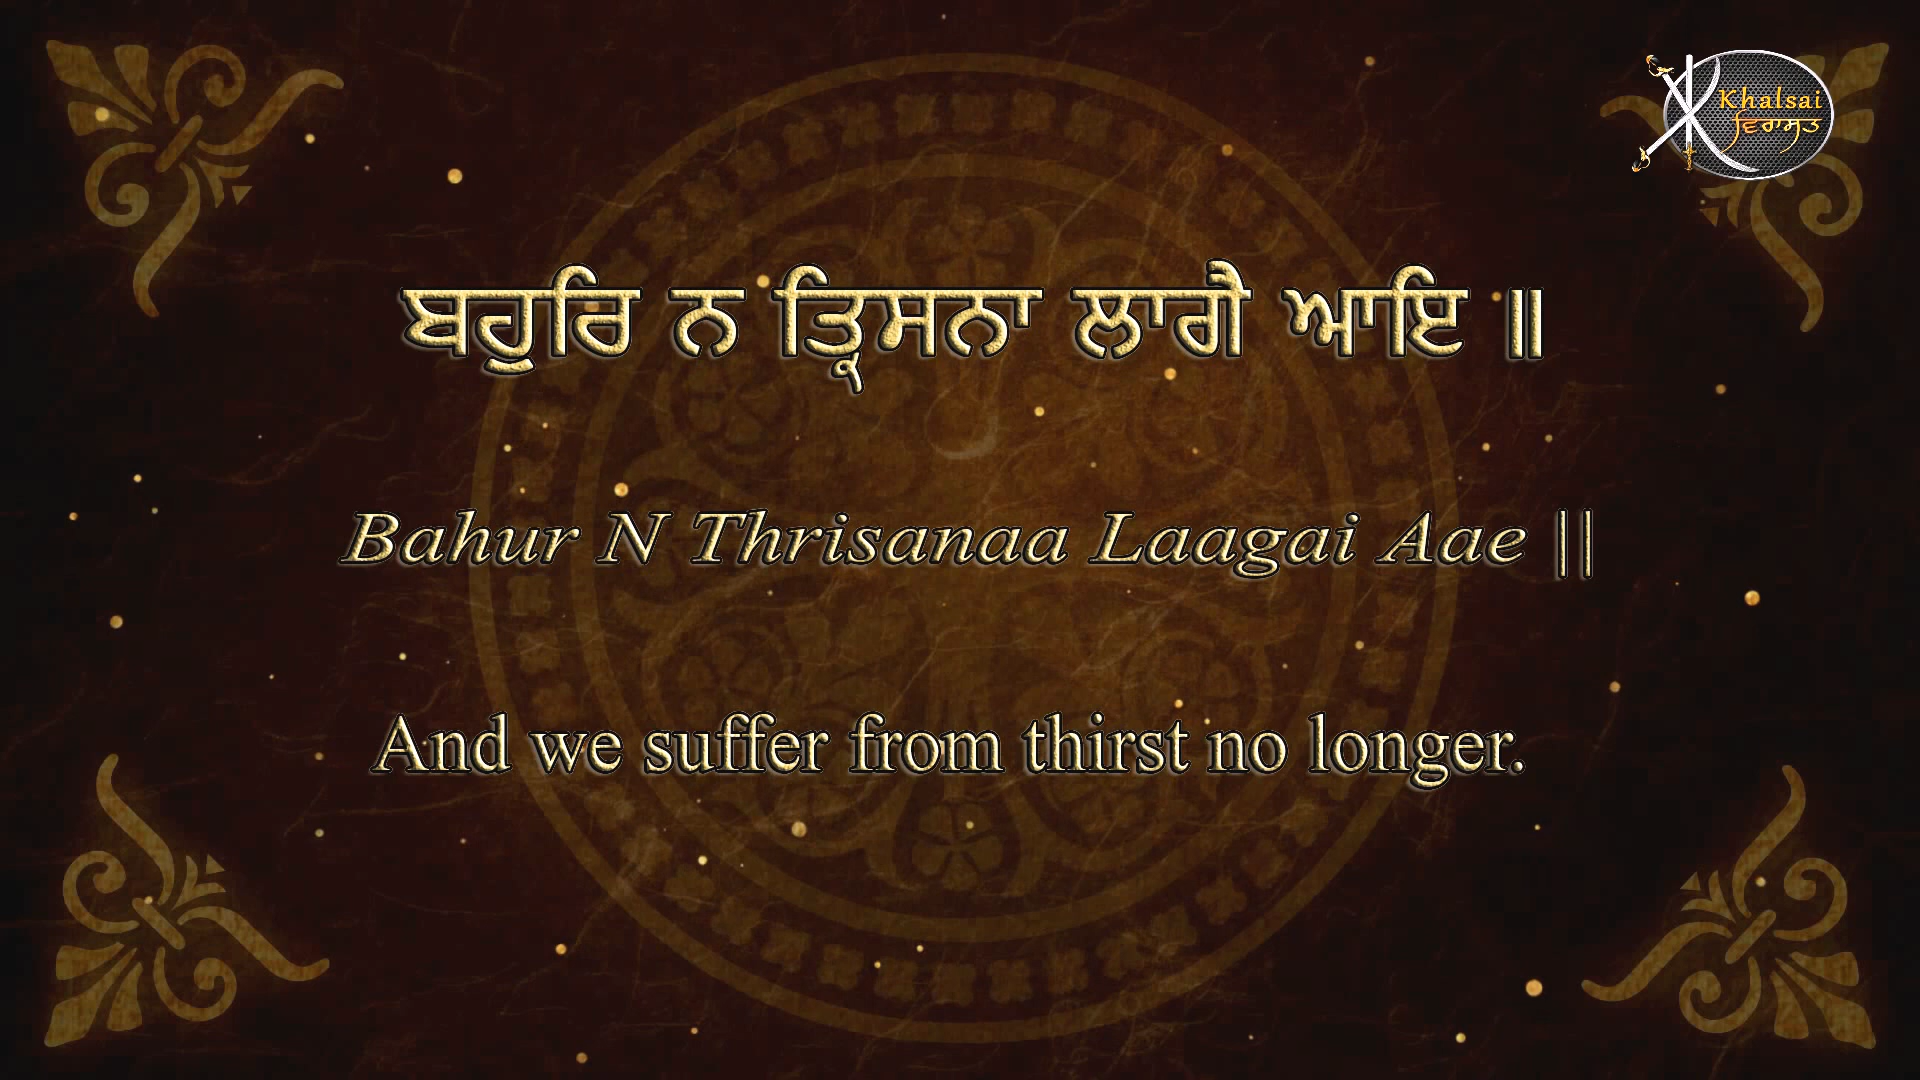 Khalsai
ਵਿਰਾਸਤ
ਬਹੁਰਿ ਨ ਤ੍ਰਿਸਨਾ ਲਾਗੈ ਆਇ ॥
Bahur N Thrisanaa Laagai Aae ||
And we suffer from thirst no longer.